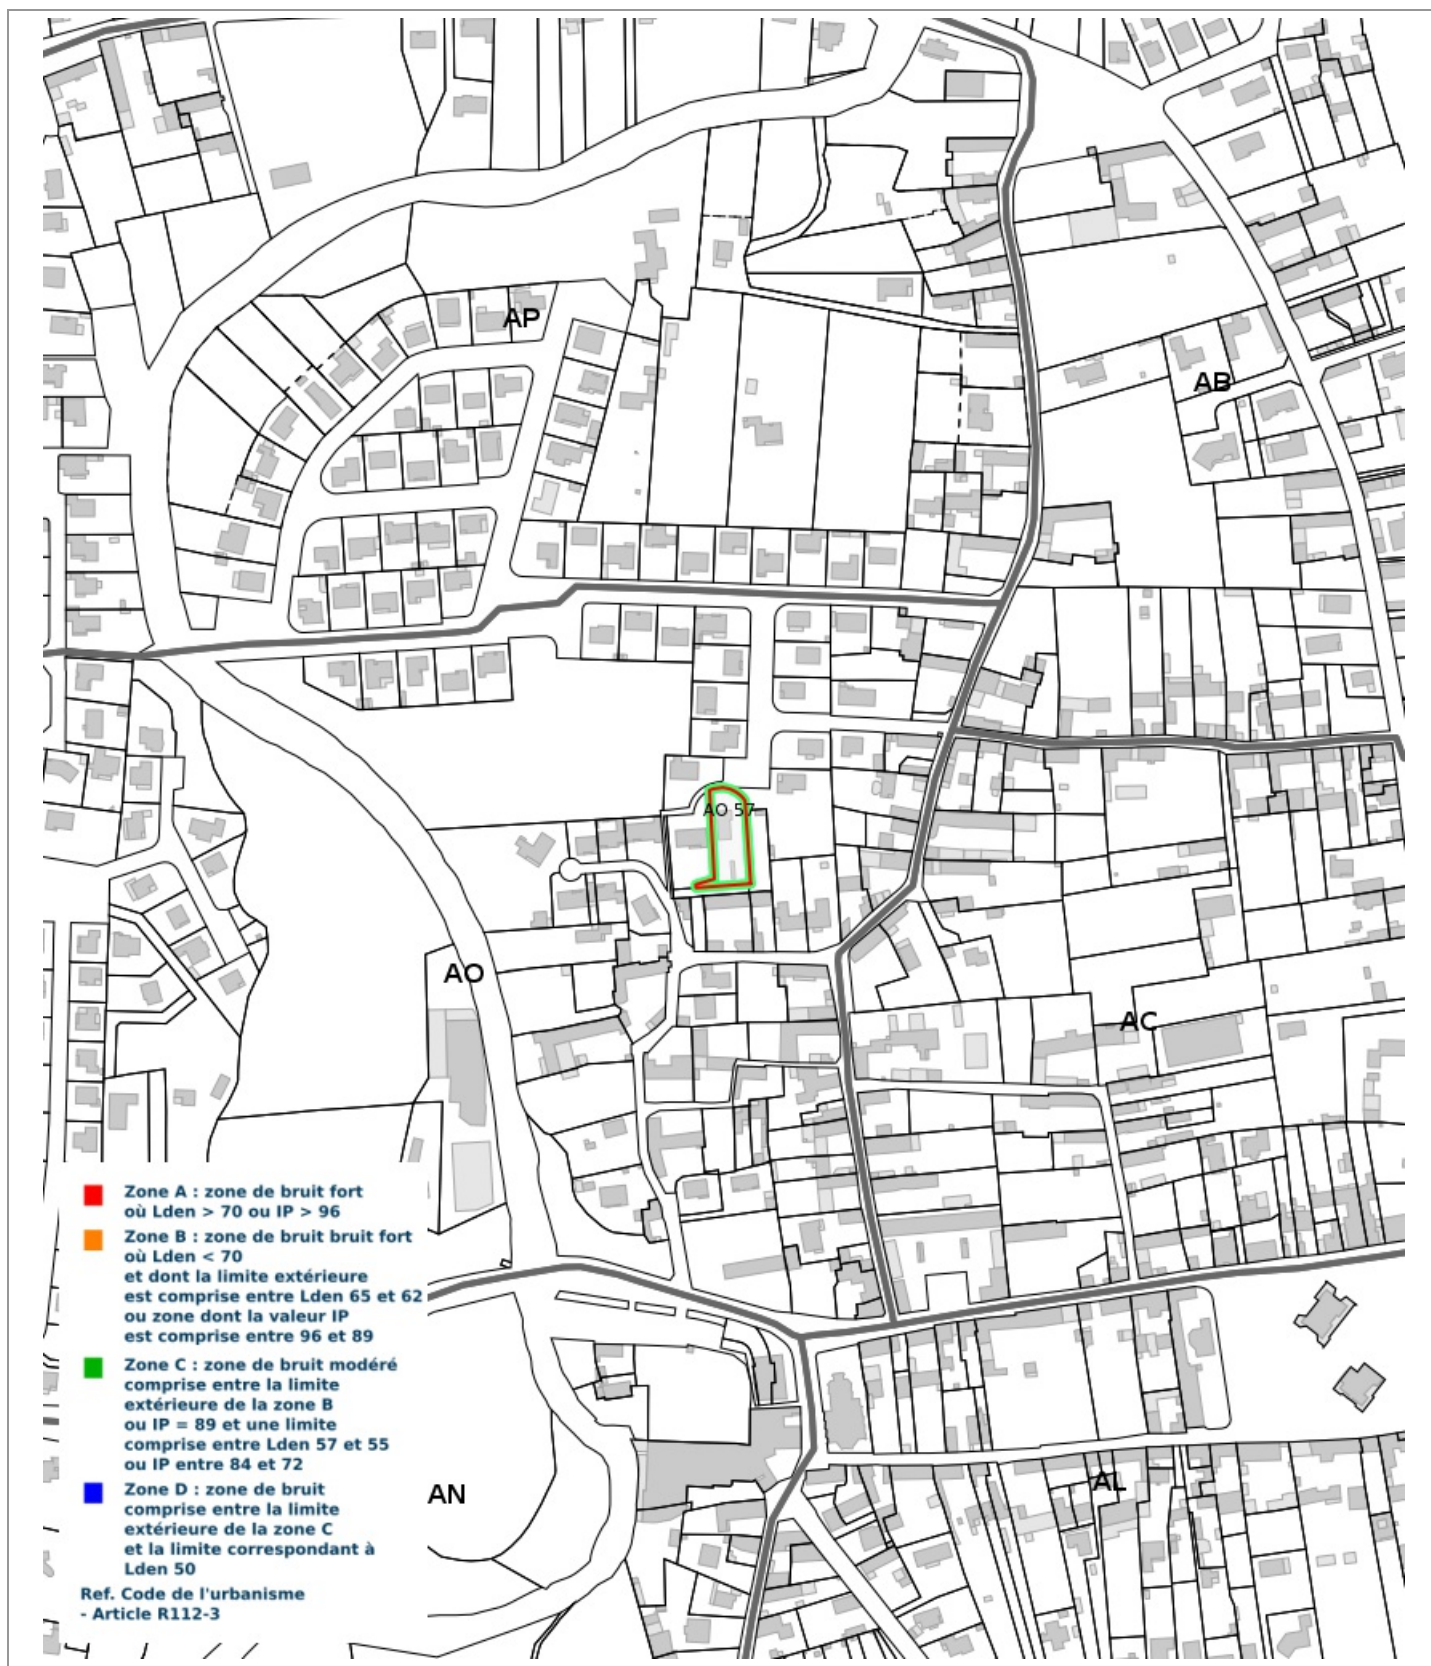 AP
AB
AO 57
AO
AC
Zone A : zone de bruit fort
où Lden > 70 ou IP > 96
Zone B : zone de bruit bruit fort
où Lden < 70
et dont la limite extérieure
est comprise entre Lden 65 et 62
ou zone dont la valeur IP
est comprise entre 96 et 89
Zone C : zone de bruit modéré
comprise entre la limite
extérieure de la zone B
ou IP = 89 et une limite
comprise entre Lden 57 et 55
ou IP entre 84 et 72
Zone D : zone de bruit
comprise entre la limite
extérieure de la zone C
et la limite correspondant à
Lden 50
Ref. Code de l'urbanisme
- Article R112-3
AN
AL